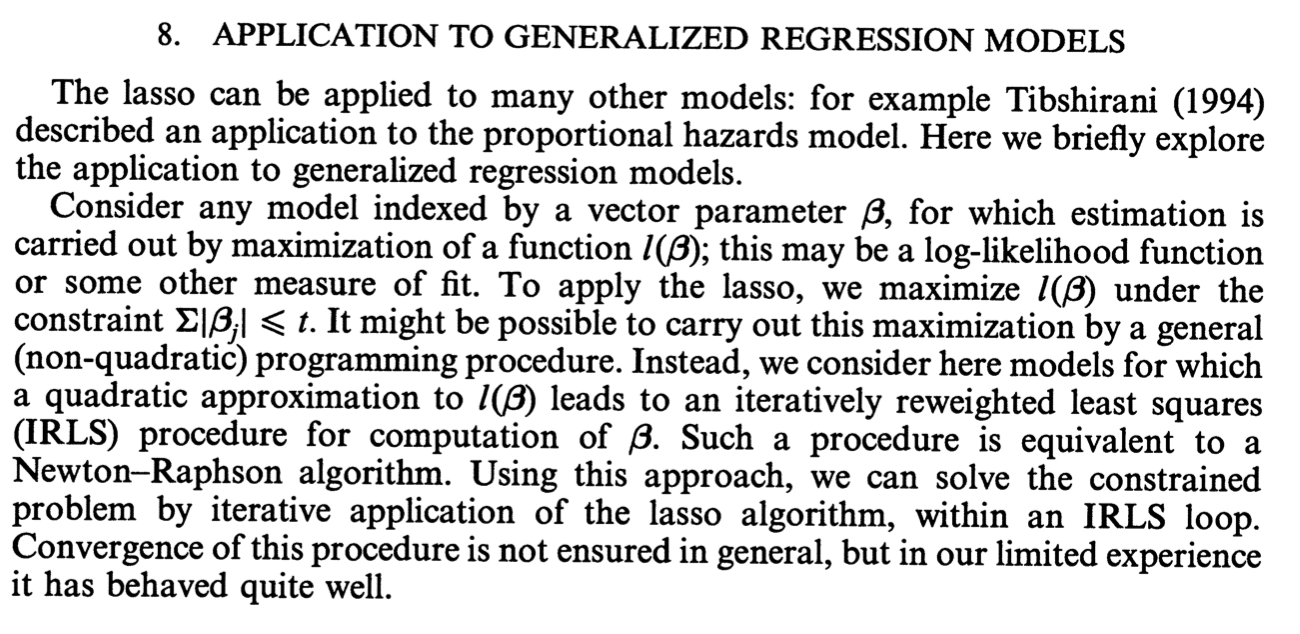 8. APPLICATION TO GENERALIZED REGRESSION MODELS
The lasso can be applied to many other models: for example Tibshirani (1994)
described an application to the proportional hazards model. Here we briefly explore
the application to generalized regression models.
Consider any model indexed by a vector parameter β, for which estimation is
carried out by maximization of a function l(β); this may be a log-likelihood function
or some other measure of fit. To apply the lasso, we maximize l(β) under the
constraint Σ|βⱼ| ⩽ t. It might be possible to carry out this maximization by a general
(non-quadratic) programming procedure. Instead, we consider here models for which
a quadratic approximation to l(β) leads to an iteratively reweighted least squares
(IRLS) procedure for computation of β. Such a procedure is equivalent to a
Newton–Raphson algorithm. Using this approach, we can solve the constrained
problem by iterative application of the lasso algorithm, within an IRLS loop.
Convergence of this procedure is not ensured in general, but in our limited experience
it has behaved quite well.